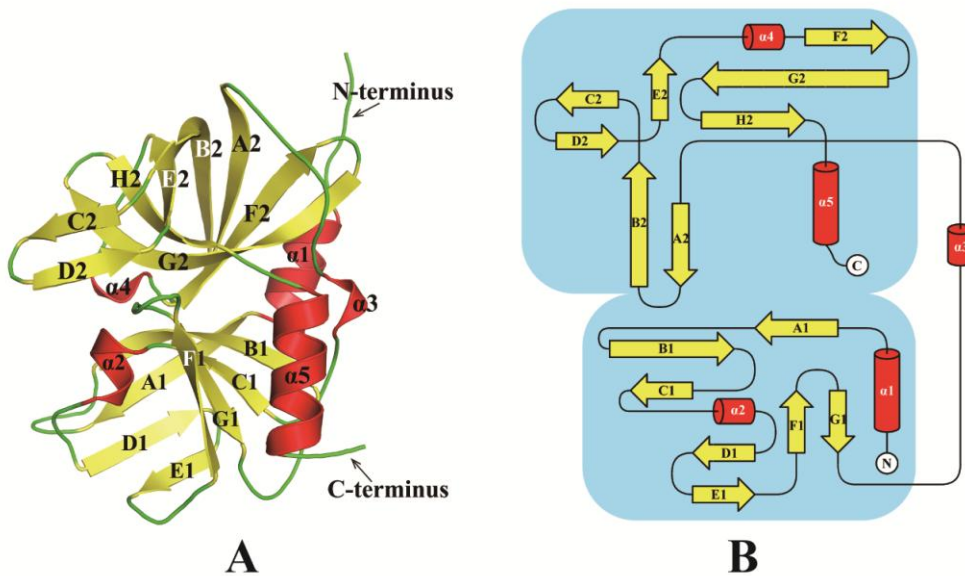 N-terminus
B2
A2
H2
E2
C2
F2
D2
G2
α1
α4
α3
α2
F1
B1
A1
C1
α5
D1
G1
E1
C-terminus
A
α4
F2
G2
E2
C2
H2
D2
α5
B2
A2
α3
C
A1
B1
α1
C1
α2
F1
G1
D1
N
E1
B